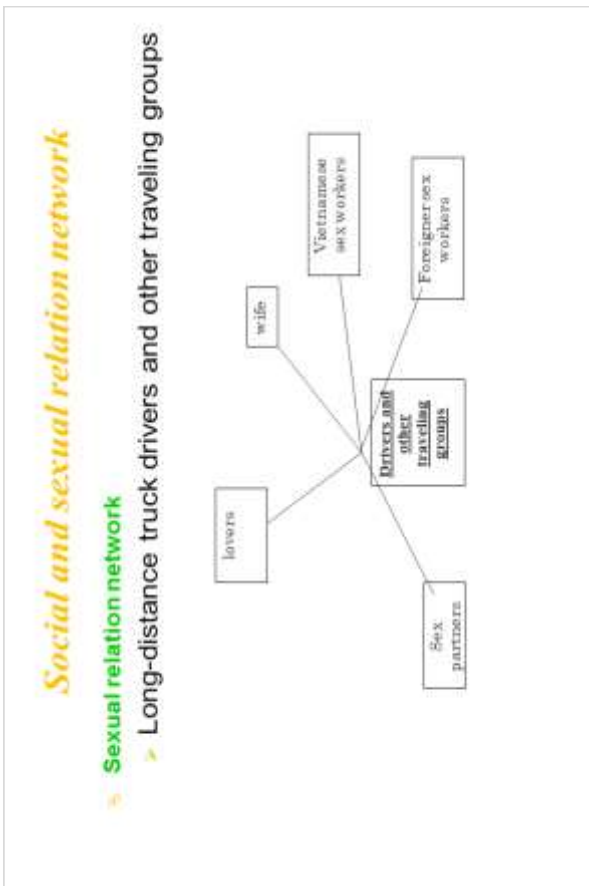 Social and sexual relation network
Sexual relation network
Long-distance truck drivers and other traveling groups
lovers
wife
Vietnamese
sex workers
Foreigner sex
workers
Drivers and
other
traveling
groups
Sex
partners